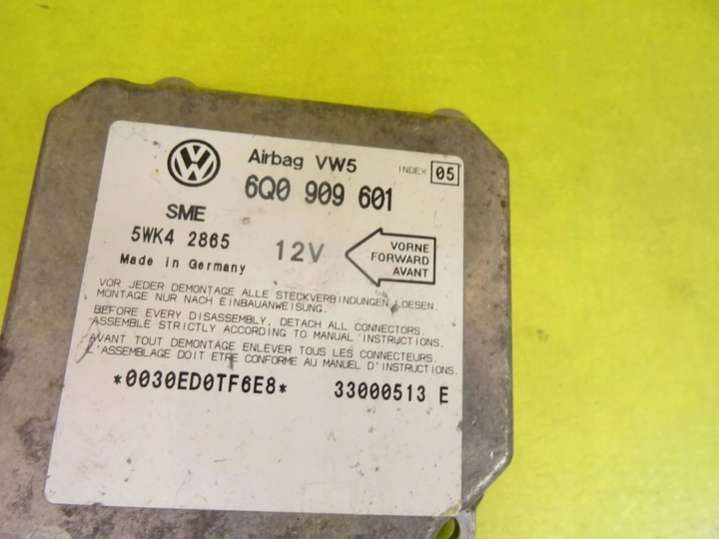 Airbag VW5
INDEX 05
6Q0 909 601
SME
5WK4 2865
12V
VORNE
FORWARD
AVANT
Made in Germany
VOR JEDER DEMONTAGE ALLE STECKVERBINDUNGEN LOESEN.
MONTAGE NUR NACH EINBAUANWEISUNG.
BEFORE EVERY DISASSEMBLY, DETACH ALL CONNECTORS.
ASSEMBLE STRICTLY ACCORDING TO MANUAL INSTRUCTIONS.
AVANT TOUT DEMONTAGE ENLEVER TOUS LES CONNECTEURS.
L'ASSEMBLAGE DOIT ETRE CONFORME AU MANUEL D'INSTRUCTIONS.
*0030ED0TF6E8* 33000513 E